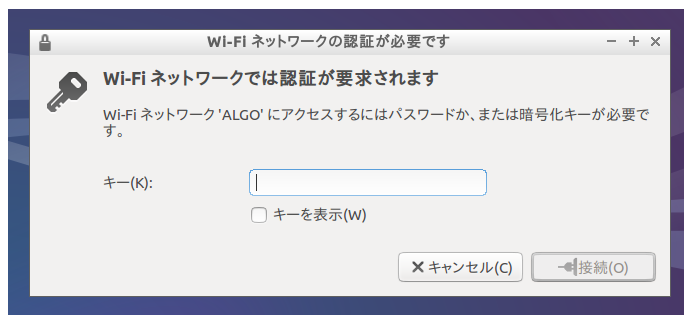 Wi-Fi ネットワークの認証が必要です
Wi-Fi ネットワークでは認証が要求されます
Wi-Fi ネットワーク 'ALGO' にアクセスするにはパスワードか、または暗号化キーが必要で
す。
キー(K):
キーを表示(W)
キャンセル(C) 接続(O)